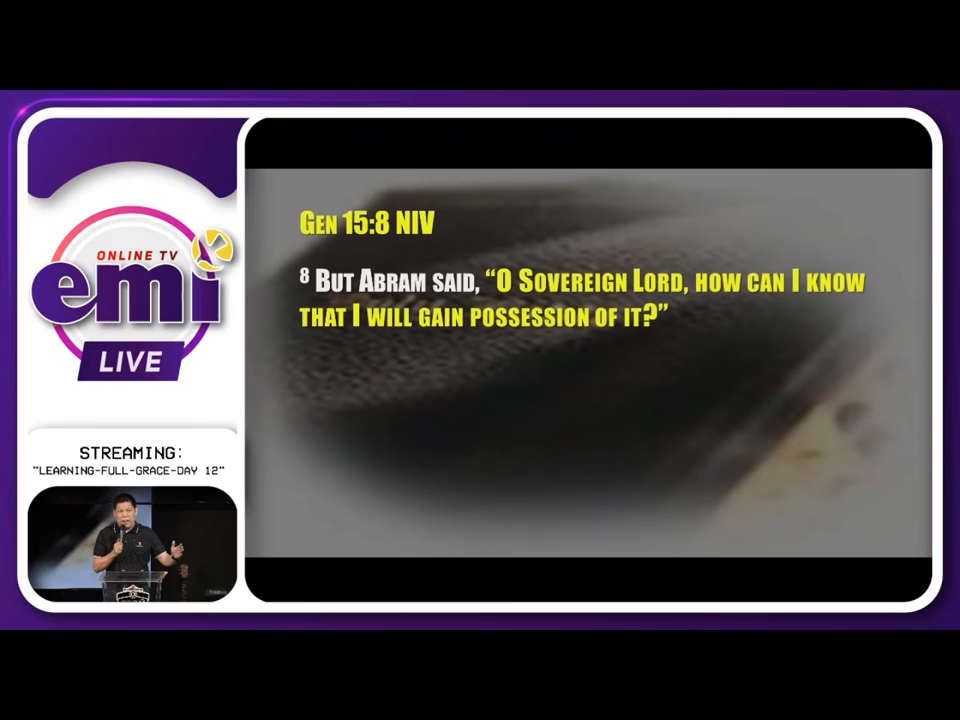 ONLINE TV
emi
LIVE
STREAMING:
"LEARNING-FULL-GRACE-DAY 12"
GEN 15:8 NIV
8 BUT ABRAM SAID, “O SOVEREIGN LORD, HOW CAN I KNOW
THAT I WILL GAIN POSSESSION OF IT?”